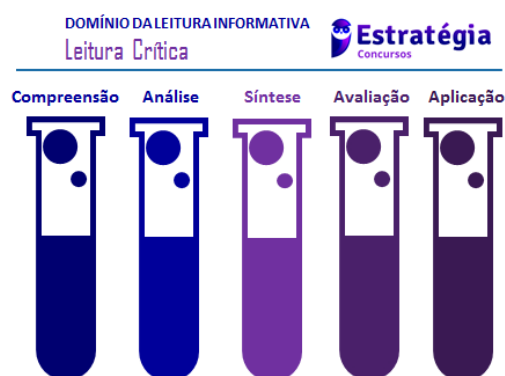 DOMÍNIO DA LEITURA INFORMATIVA
Leitura Crítica
Estratégia
Concursos
Compreensão Análise Síntese Avaliação Aplicação